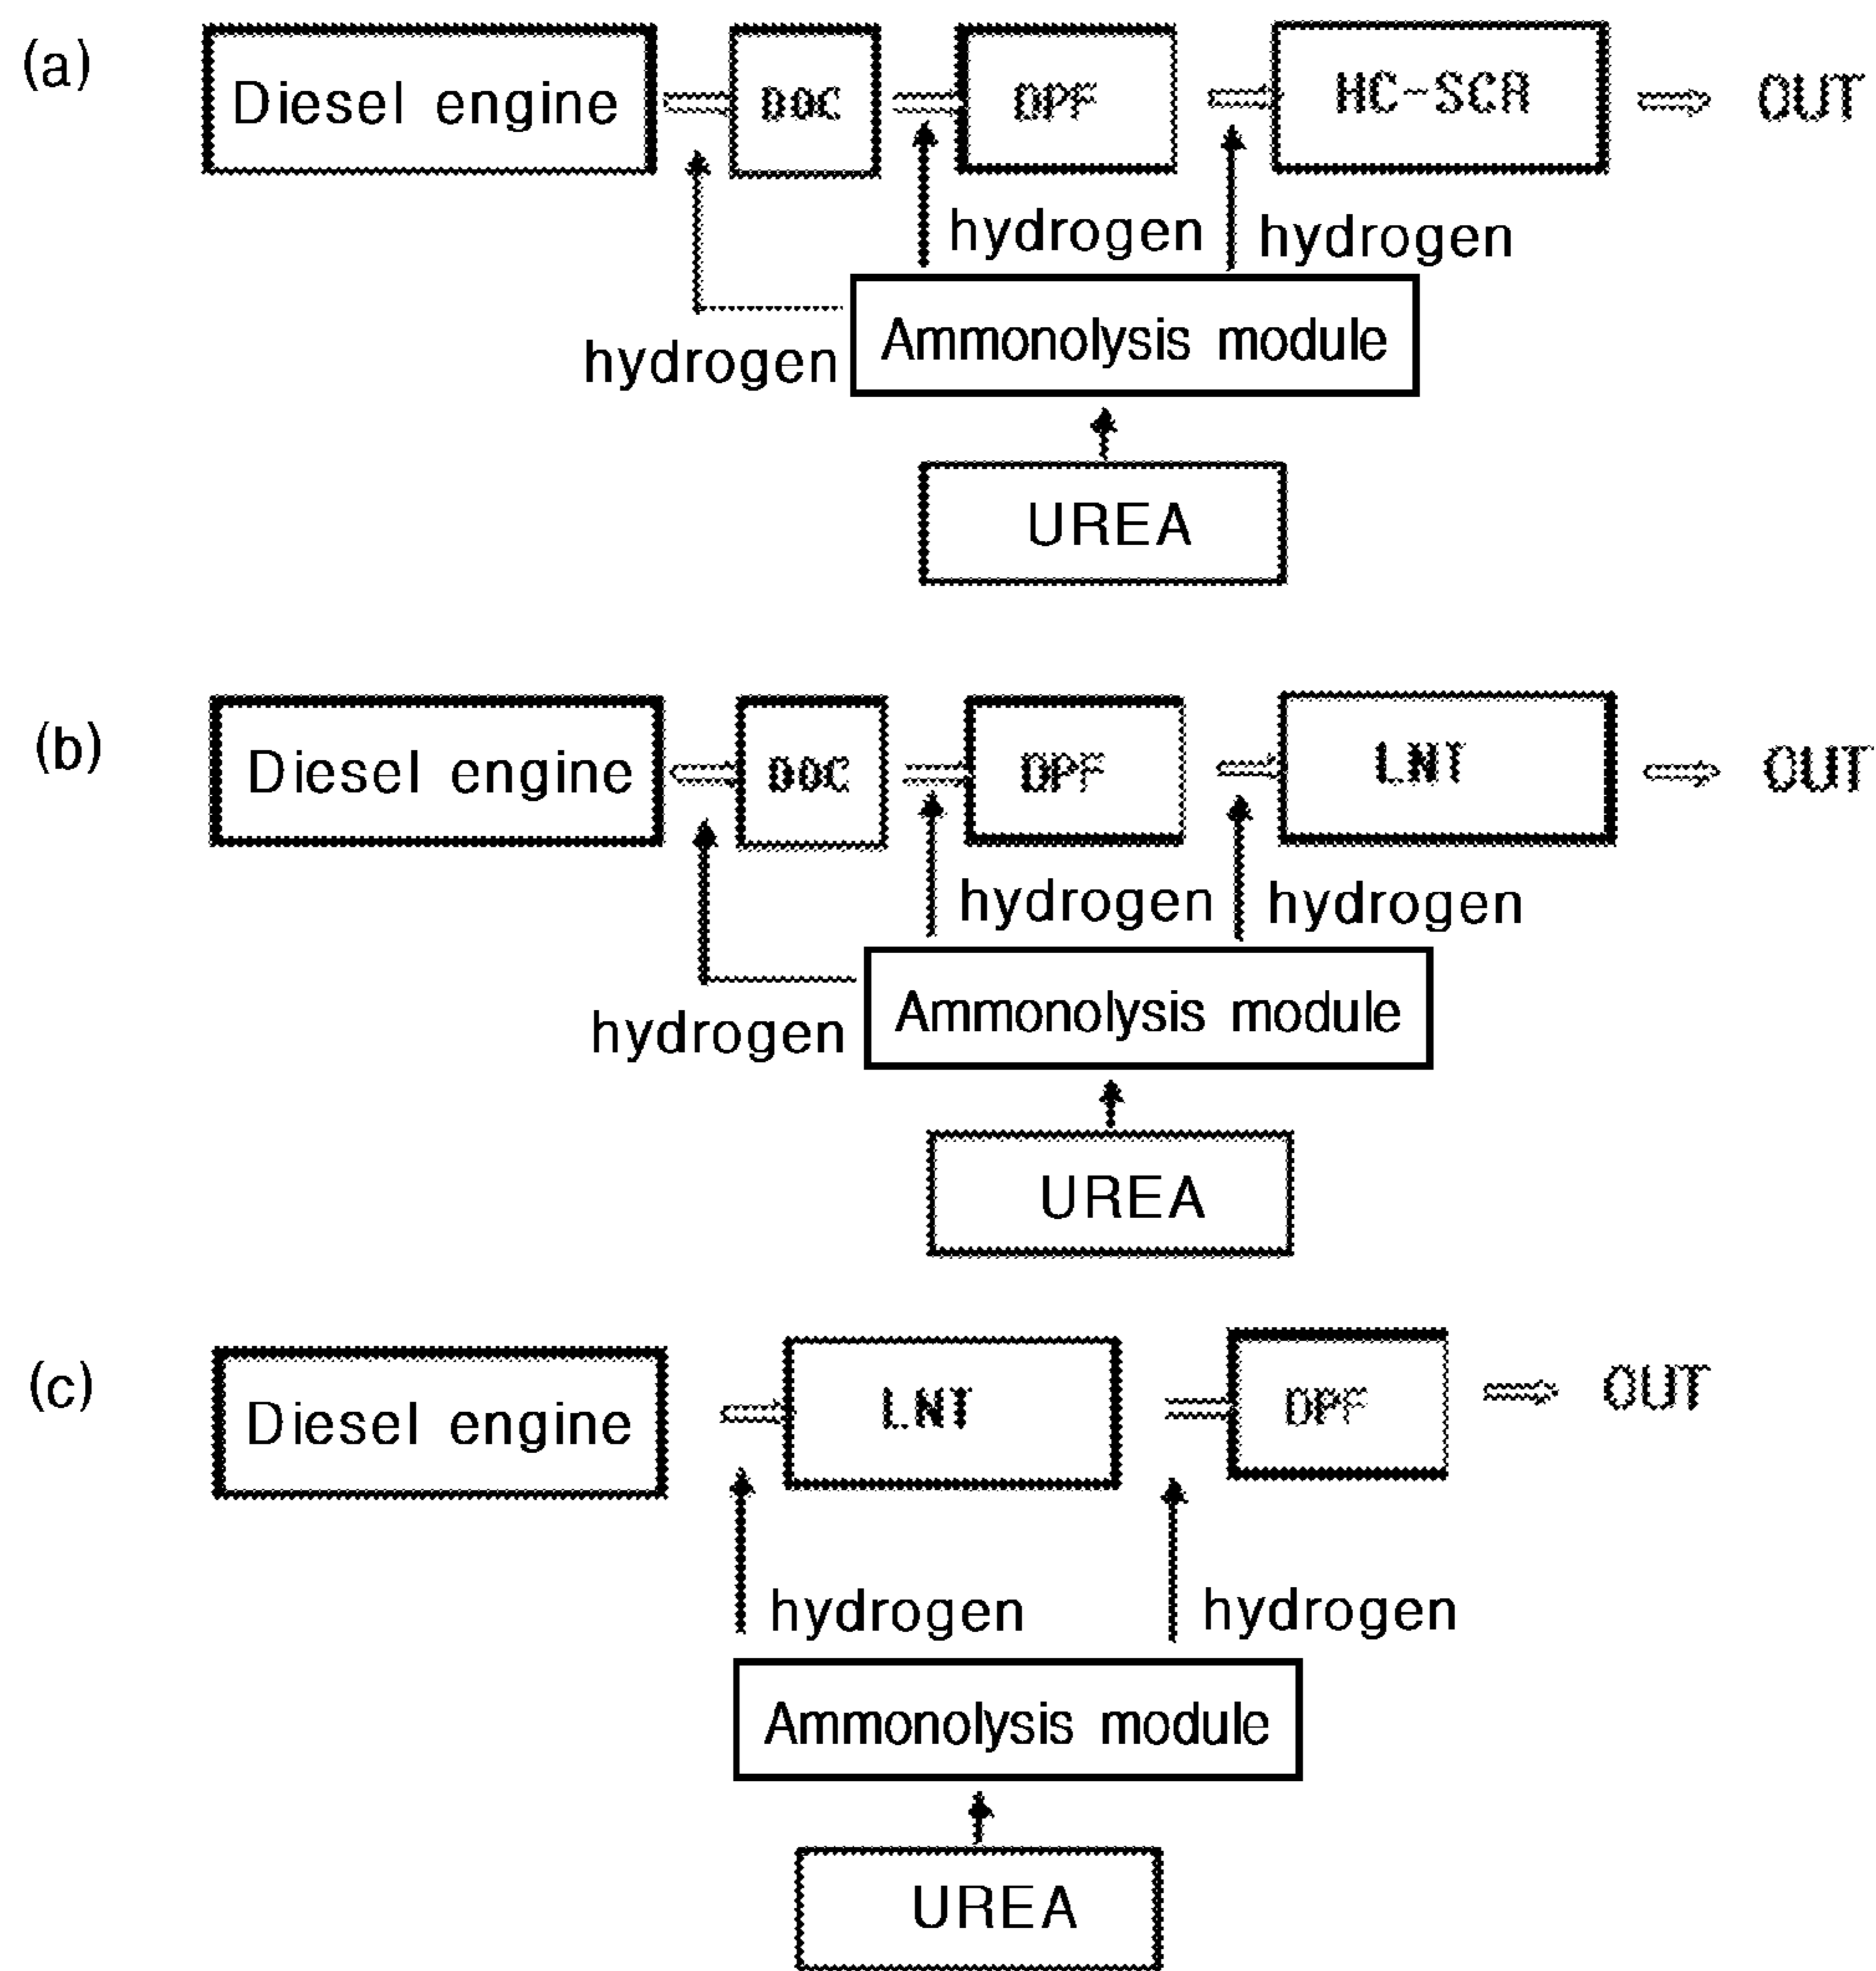 (a)
Diesel engine DOC DPF HC-SCR OUT
hydrogen hydrogen
hydrogen Ammonolysis module
UREA
(b)
Diesel engine DOC DPF LNT OUT
hydrogen hydrogen
hydrogen Ammonolysis module
UREA
(c)
Diesel engine LNT DPF OUT
hydrogen hydrogen
Ammonolysis module
UREA